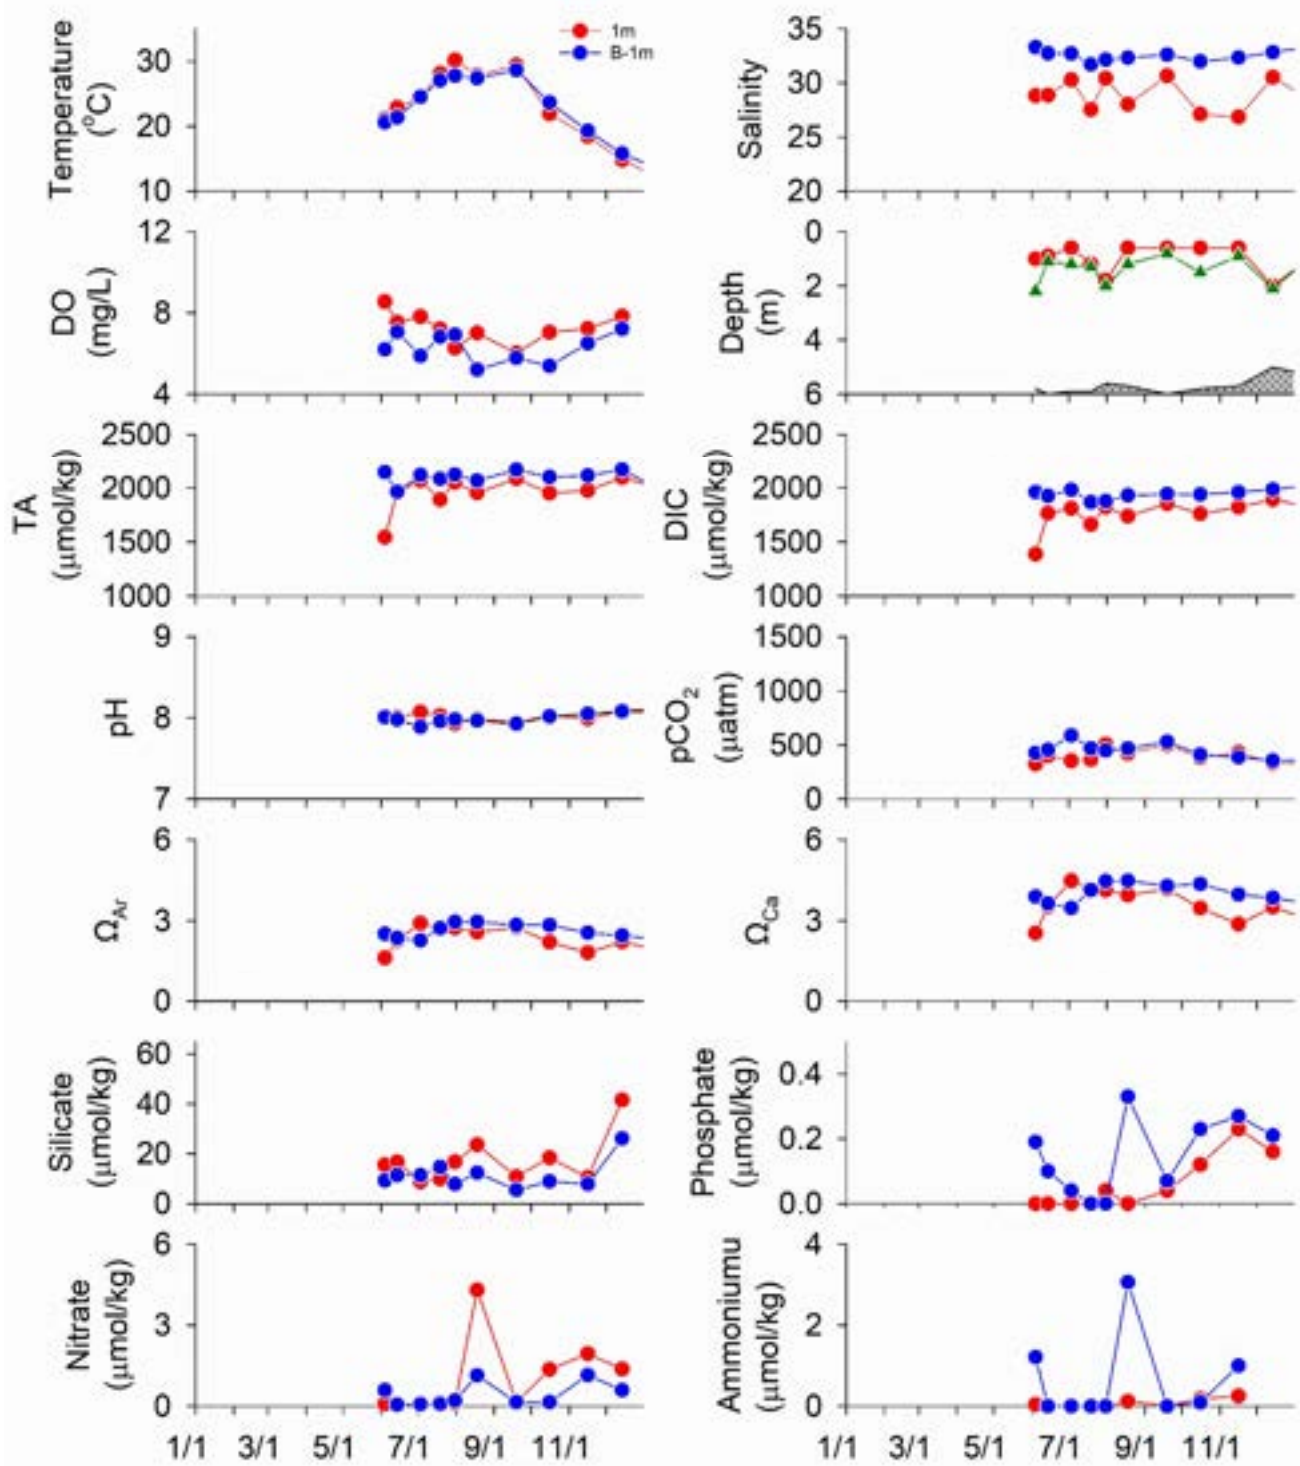 Temperature
(°C)
30
20
10
1m
B-1m
Salinity
35
30
25
20
DO
(mg/L)
12
8
4
Depth
(m)
0
2
4
6
TA
(μmol/kg)
2500
2000
1500
1000
DIC
(μmol/kg)
2500
2000
1500
1000
pH
9
8
7
pCO₂
(μatm)
1500
1000
500
0
Ω_Ar
6
3
0
Ω_Ca
6
3
0
Silicate
(μmol/kg)
60
40
20
0
Phosphate
(μmol/kg)
0.4
0.2
0.0
Nitrate
(μmol/kg)
6
3
0
Ammoniumu
(μmol/kg)
4
2
0
1/1 3/1 5/1 7/1 9/1 11/1
1/1 3/1 5/1 7/1 9/1 11/1